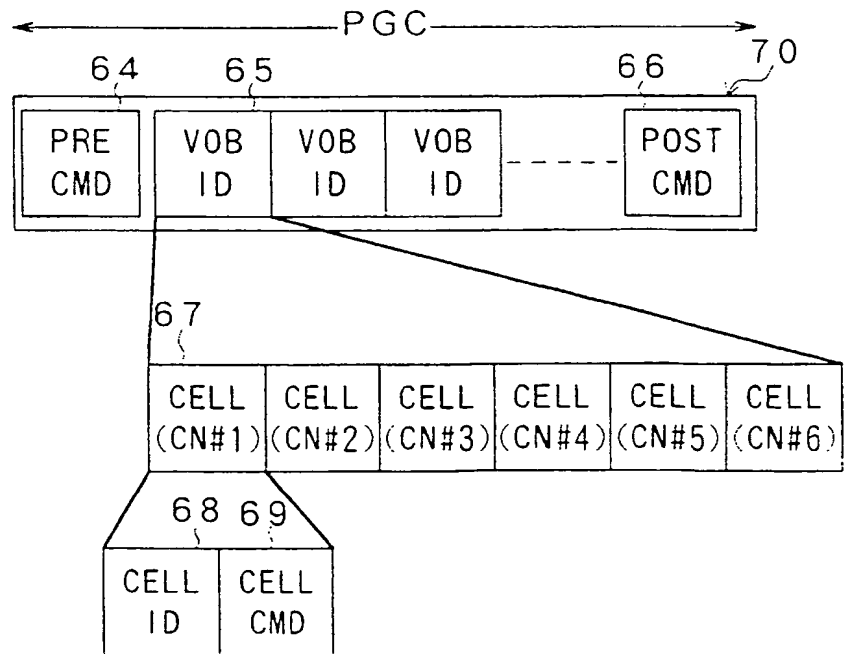 PGC
64 65 66 70
PRE CMD VOB ID VOB ID VOB ID POST CMD
67
CELL (CN#1) CELL (CN#2) CELL (CN#3) CELL (CN#4) CELL (CN#5) CELL (CN#6)
68 69
CELL ID CELL CMD